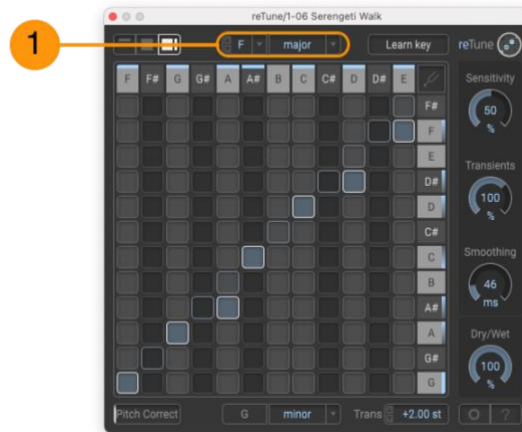 1
reTune/1-06 Serengeti Walk
F major Learn key reTune
F F# G G# A A# B C C# D D# E
F#
F
E
D#
D
C#
C
B
A#
A
G#
G
Sensitivity
50
%
Transients
100
%
Smoothing
46
ms
Dry/Wet
100
%
Pitch Correct G minor Trans +2.00 st ?